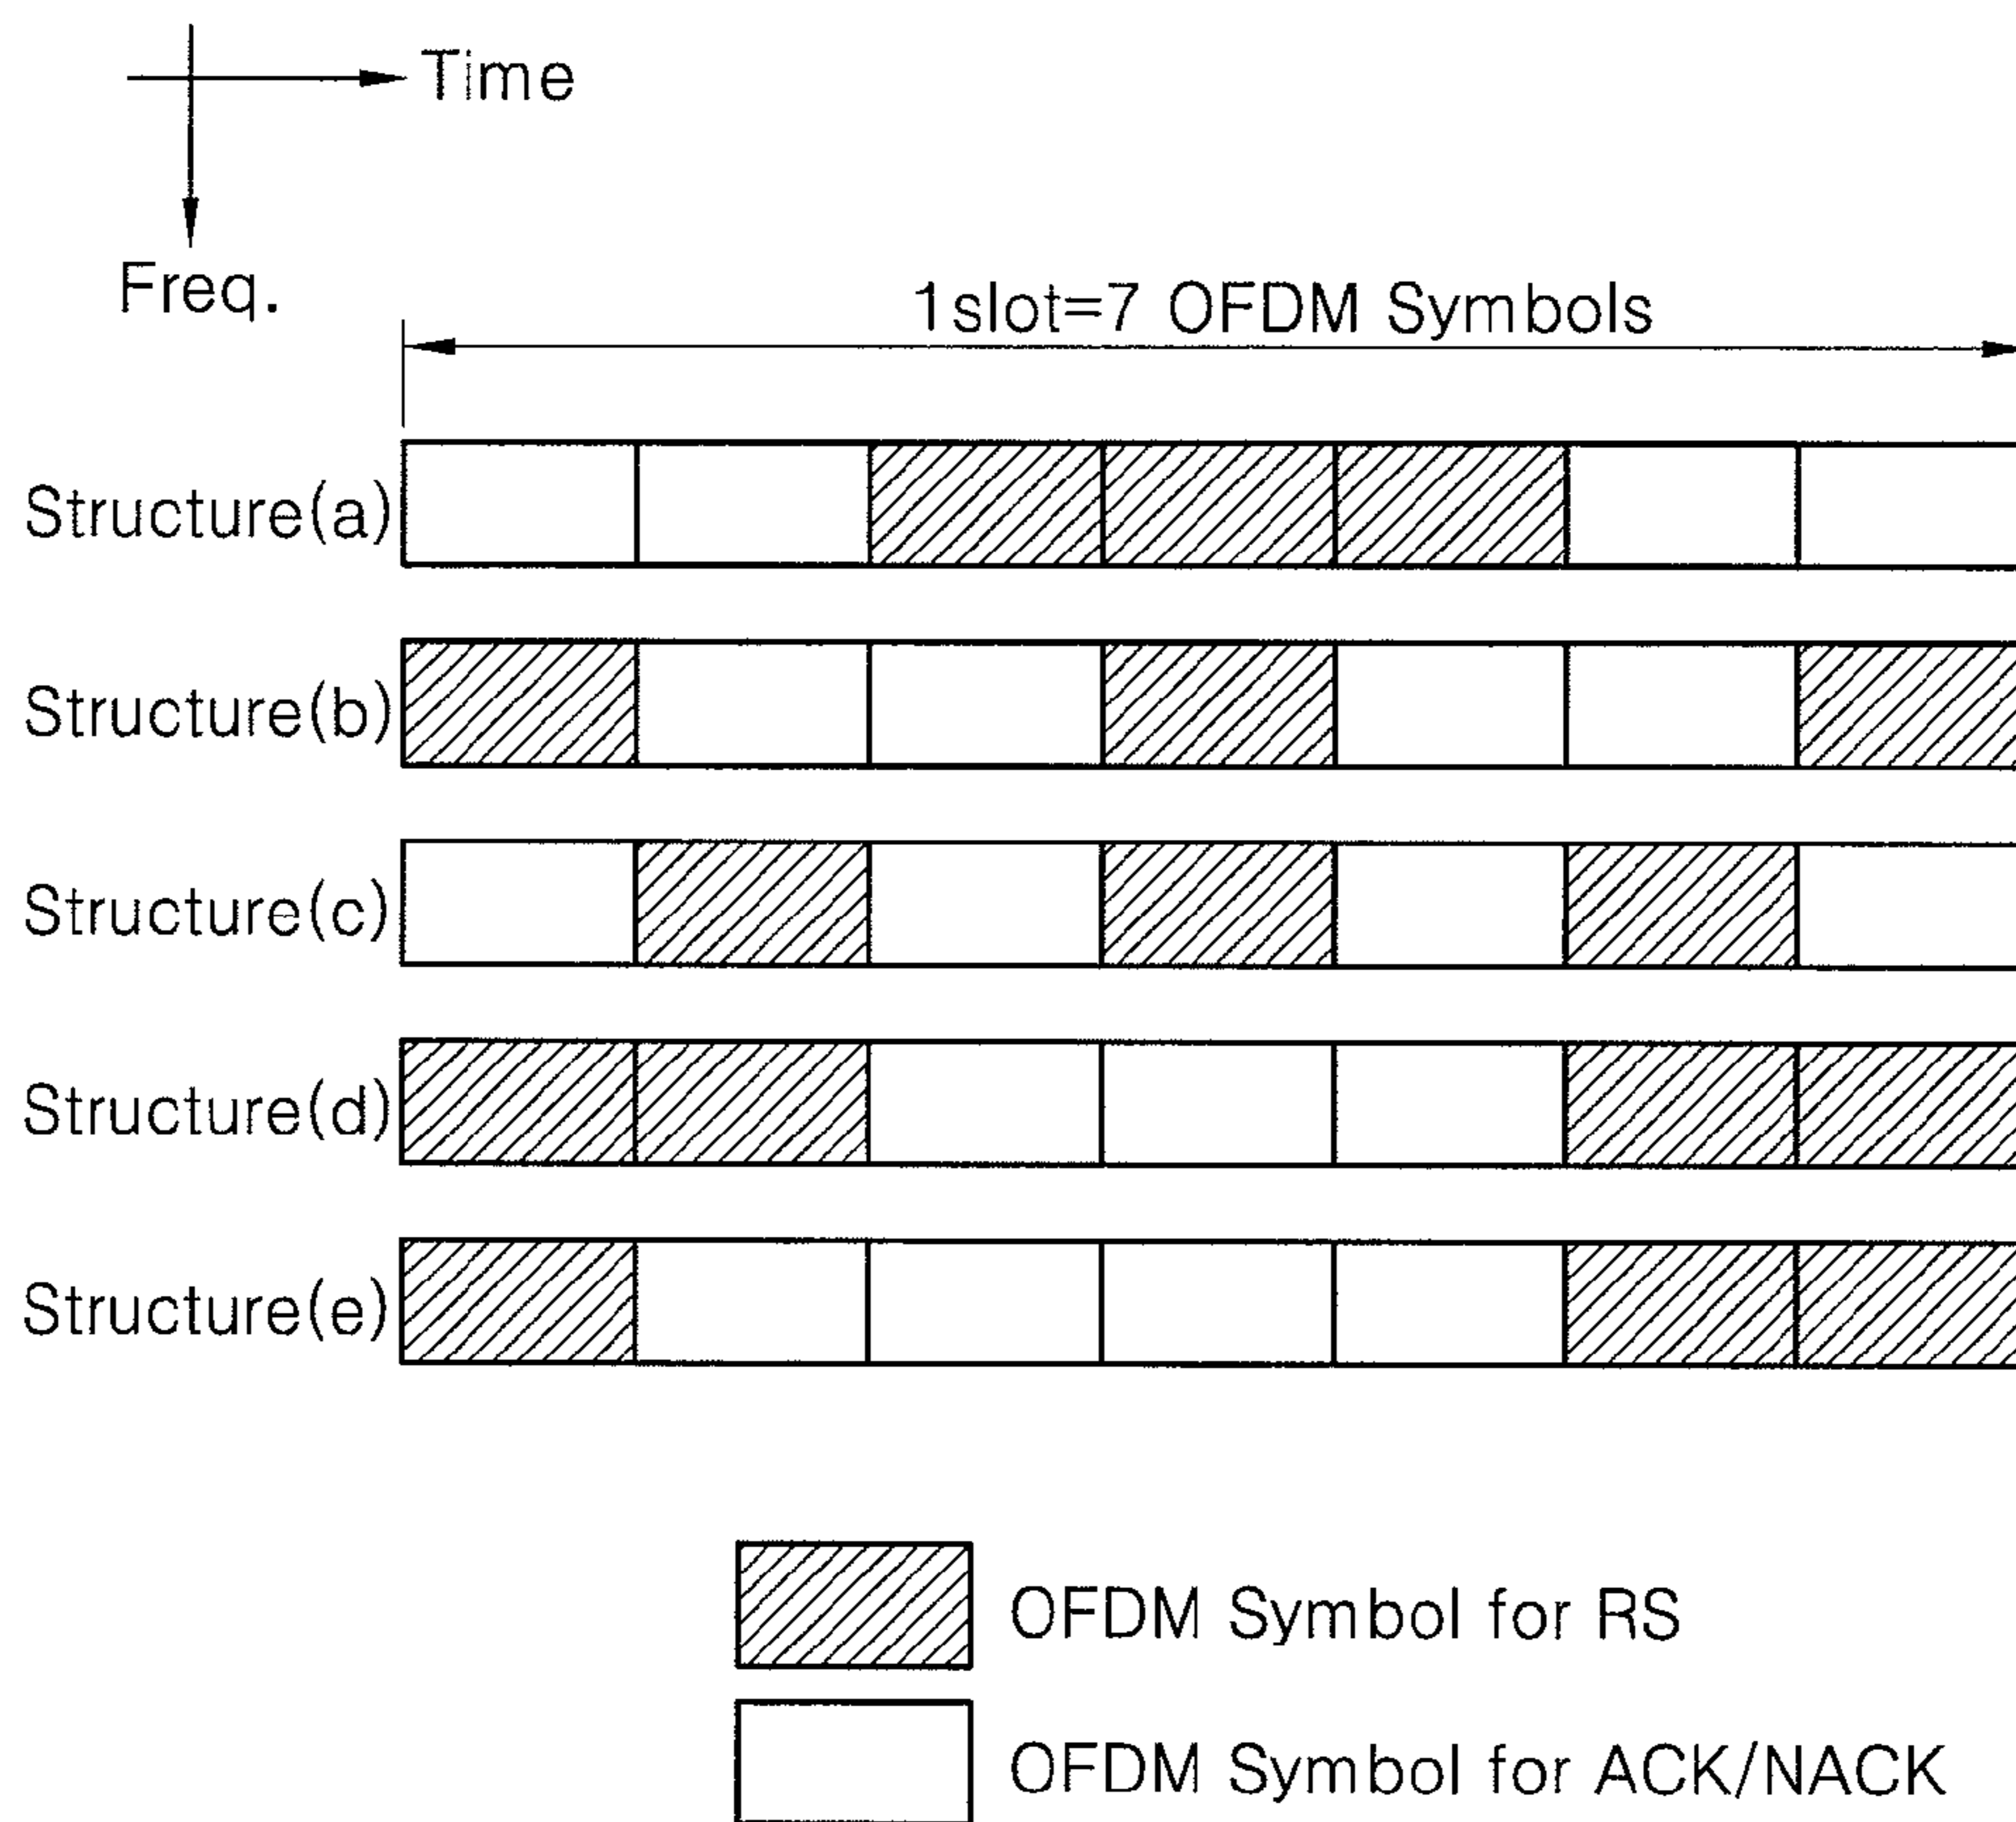 Time
Freq.
1slot=7 OFDM Symbols
Structure(a)
Structure(b)
Structure(c)
Structure(d)
Structure(e)
OFDM Symbol for RS
OFDM Symbol for ACK/NACK